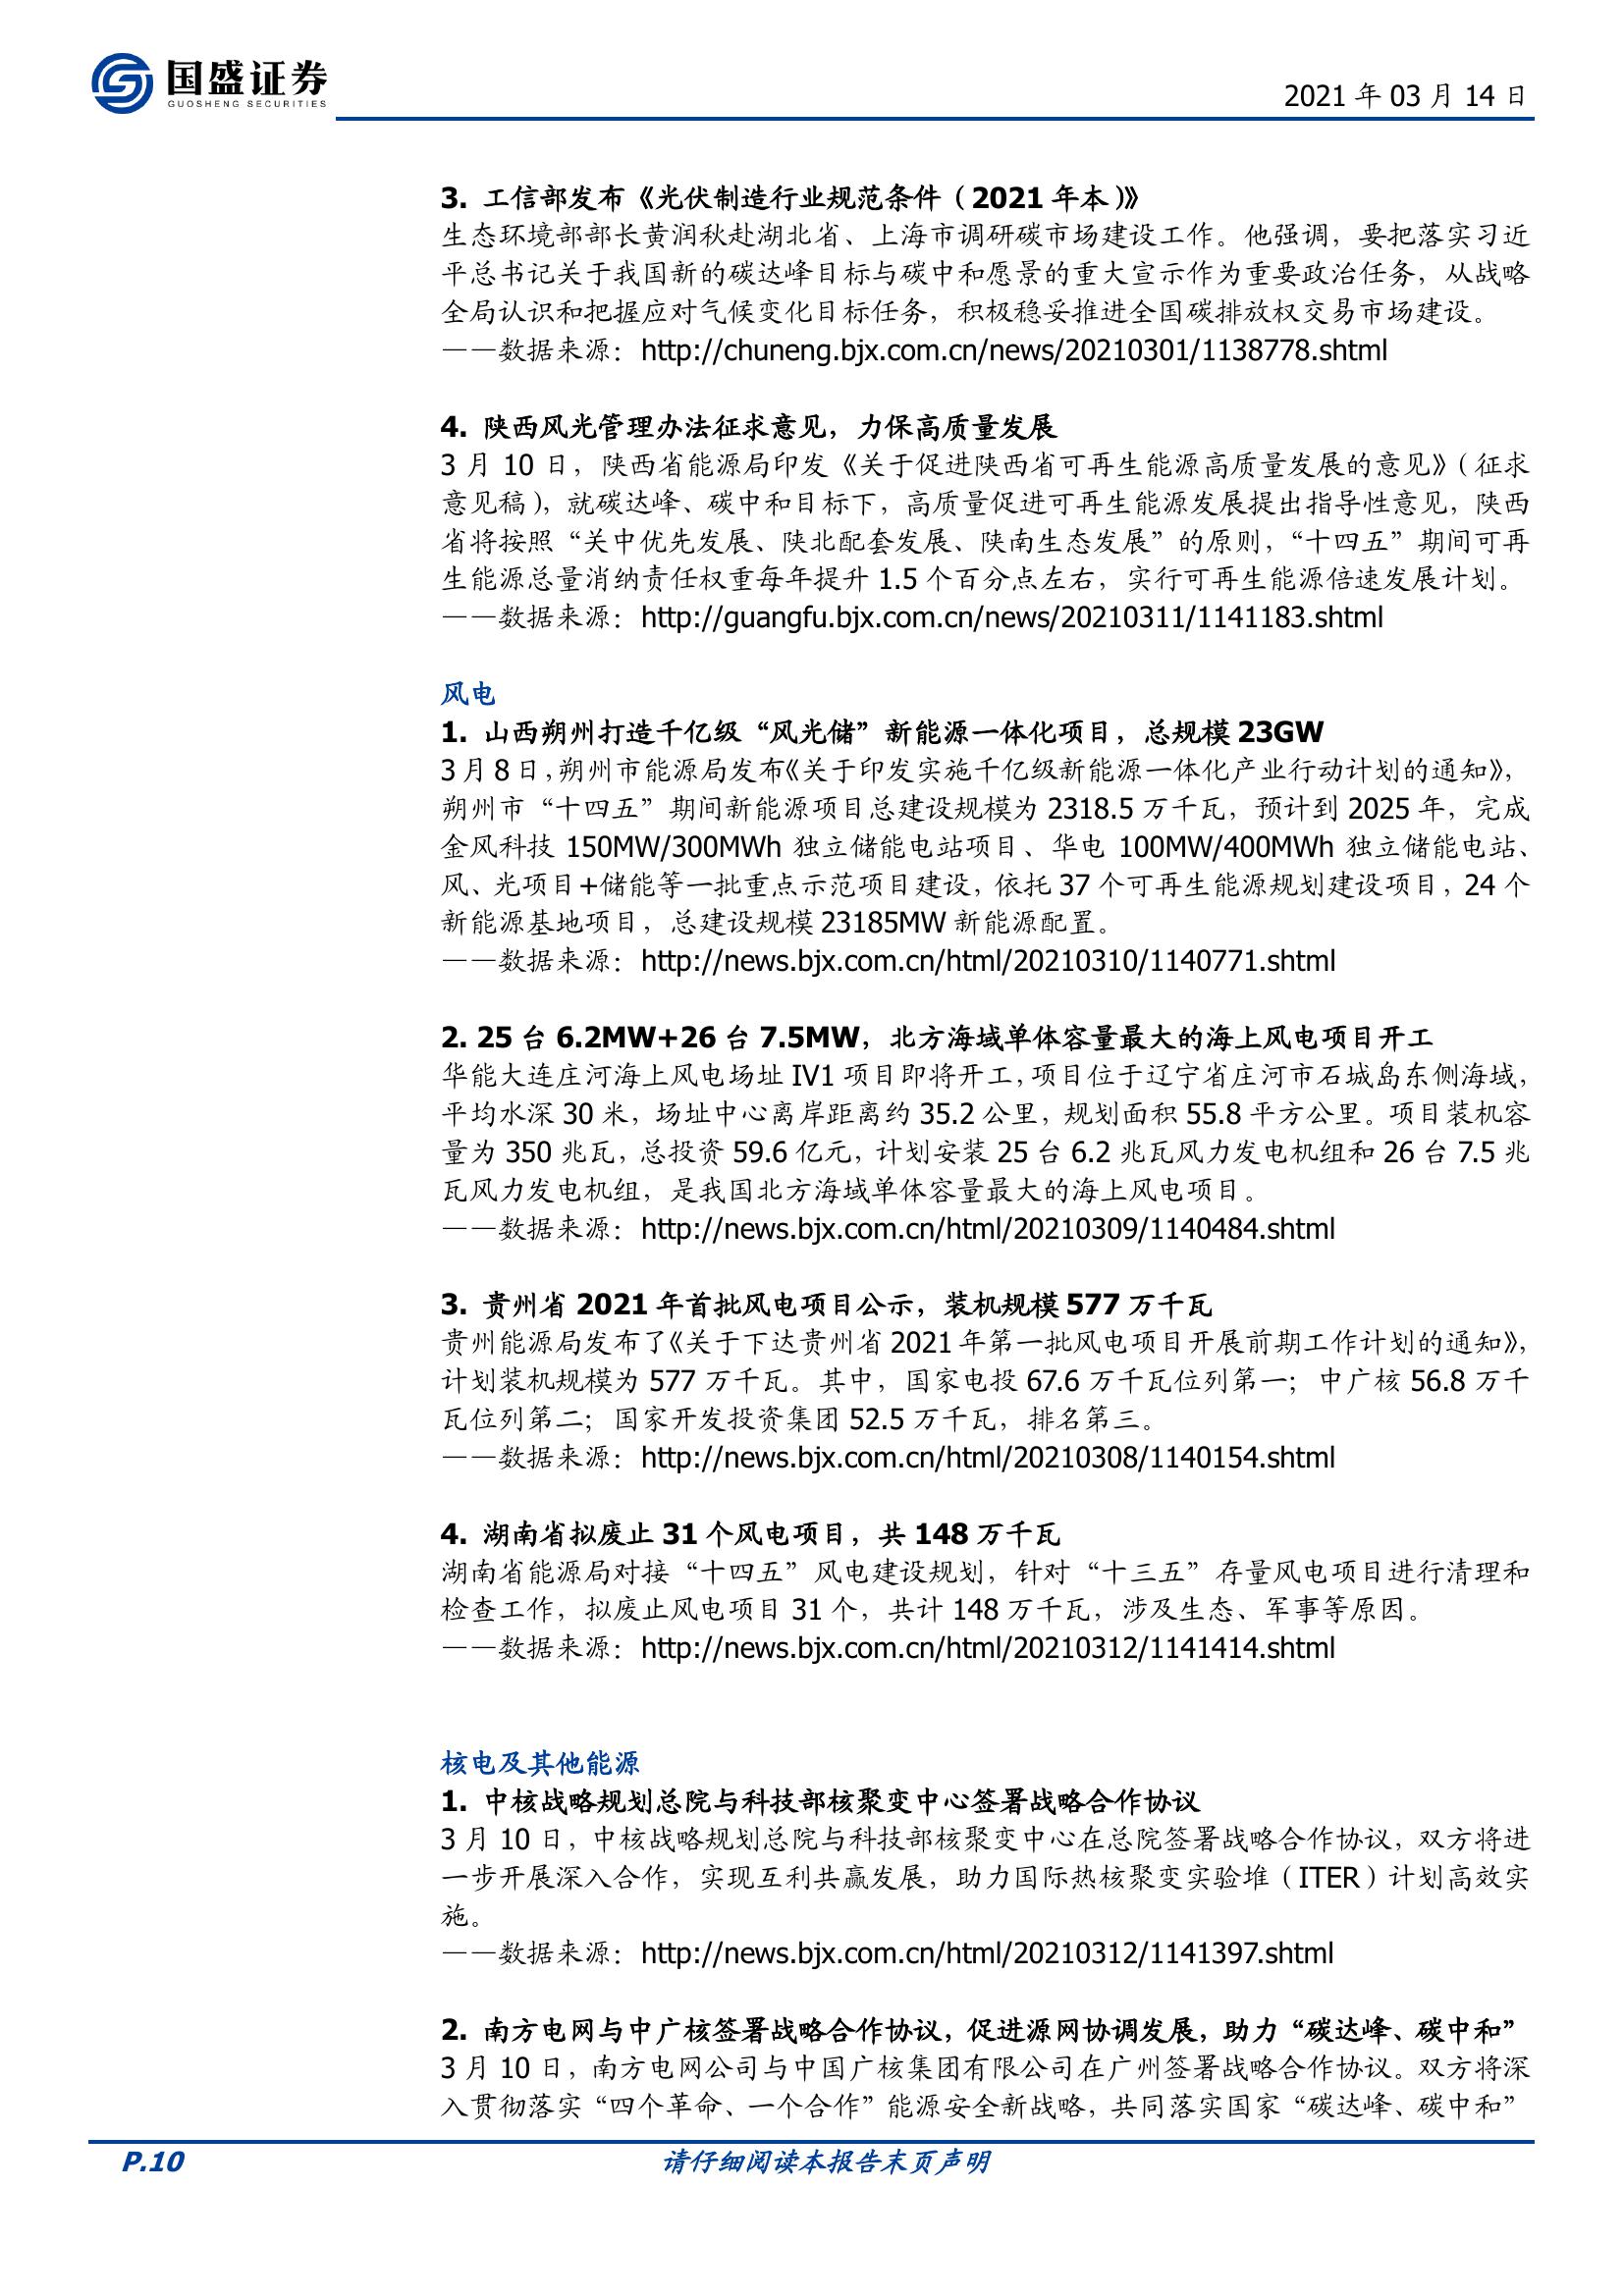 国盛证券
GUOSHENG SECURITIES
2021 年 03 月 14 日
3. 工信部发布《光伏制造行业规范条件（2021 年本）》
生态环境部部长黄润秋赴湖北省、上海市调研碳市场建设工作。他强调，要把落实习近
平总书记关于我国新的碳达峰目标与碳中和愿景的重大宣示作为重要政治任务，从战略
全局认识和把握应对气候变化目标任务，积极稳妥推进全国碳排放权交易市场建设。
——数据来源：http://chuneng.bjx.com.cn/news/20210301/1138778.shtml
4. 陕西风光管理办法征求意见，力保高质量发展
3 月 10 日，陕西省能源局印发《关于促进陕西省可再生能源高质量发展的意见》（征求
意见稿），就碳达峰、碳中和目标下，高质量促进可再生能源发展提出指导性意见，陕西
省将按照“关中优先发展、陕北配套发展、陕南生态发展”的原则，“十四五”期间可再
生能源总量消纳责任权重每年提升 1.5 个百分点左右，实行可再生能源倍速发展计划。
——数据来源：http://guangfu.bjx.com.cn/news/20210311/1141183.shtml
风电
1. 山西朔州打造千亿级“风光储”新能源一体化项目，总规模 23GW
3 月 8 日，朔州市能源局发布《关于印发实施千亿级新能源一体化产业行动计划的通知》，
朔州市“十四五”期间新能源项目总建设规模为 2318.5 万千瓦，预计到 2025 年，完成
金风科技 150MW/300MWh 独立储能电站项目、华电 100MW/400MWh 独立储能电站、
风、光项目+储能等一批重点示范项目建设，依托 37 个可再生能源规划建设项目，24 个
新能源基地项目，总建设规模 23185MW 新能源配置。
——数据来源：http://news.bjx.com.cn/html/20210310/1140771.shtml
2. 25 台 6.2MW+26 台 7.5MW，北方海域单体容量最大的海上风电项目开工
华能大连庄河海上风电场址 IV1 项目即将开工，项目位于辽宁省庄河市石城岛东侧海域，
平均水深 30 米，场址中心离岸距离约 35.2 公里，规划面积 55.8 平方公里。项目装机容
量为 350 兆瓦，总投资 59.6 亿元，计划安装 25 台 6.2 兆瓦风力发电机组和 26 台 7.5 兆
瓦风力发电机组，是我国北方海域单体容量最大的海上风电项目。
——数据来源：http://news.bjx.com.cn/html/20210309/1140484.shtml
3. 贵州省 2021 年首批风电项目公示，装机规模 577 万千瓦
贵州能源局发布了《关于下达贵州省 2021 年第一批风电项目开展前期工作计划的通知》，
计划装机规模为 577 万千瓦。其中，国家电投 67.6 万千瓦位列第一；中广核 56.8 万千
瓦位列第二；国家开发投资集团 52.5 万千瓦，排名第三。
——数据来源：http://news.bjx.com.cn/html/20210308/1140154.shtml
4. 湖南省拟废止 31 个风电项目，共 148 万千瓦
湖南省能源局对接“十四五”风电建设规划，针对“十三五”存量风电项目进行清理和
检查工作，拟废止风电项目 31 个，共计 148 万千瓦，涉及生态、军事等原因。
——数据来源：http://news.bjx.com.cn/html/20210312/1141414.shtml
核电及其他能源
1. 中核战略规划总院与科技部核聚变中心签署战略合作协议
3 月 10 日，中核战略规划总院与科技部核聚变中心在总院签署战略合作协议，双方将进
一步开展深入合作，实现互利共赢发展，助力国际热核聚变实验堆（ITER）计划高效实
施。
——数据来源：http://news.bjx.com.cn/html/20210312/1141397.shtml
2. 南方电网与中广核签署战略合作协议，促进源网协调发展，助力“碳达峰、碳中和”
3 月 10 日，南方电网公司与中国广核集团有限公司在广州签署战略合作协议。双方将深
入贯彻落实“四个革命、一个合作”能源安全新战略，共同落实国家“碳达峰、碳中和”
P.10
请仔细阅读本报告末页声明